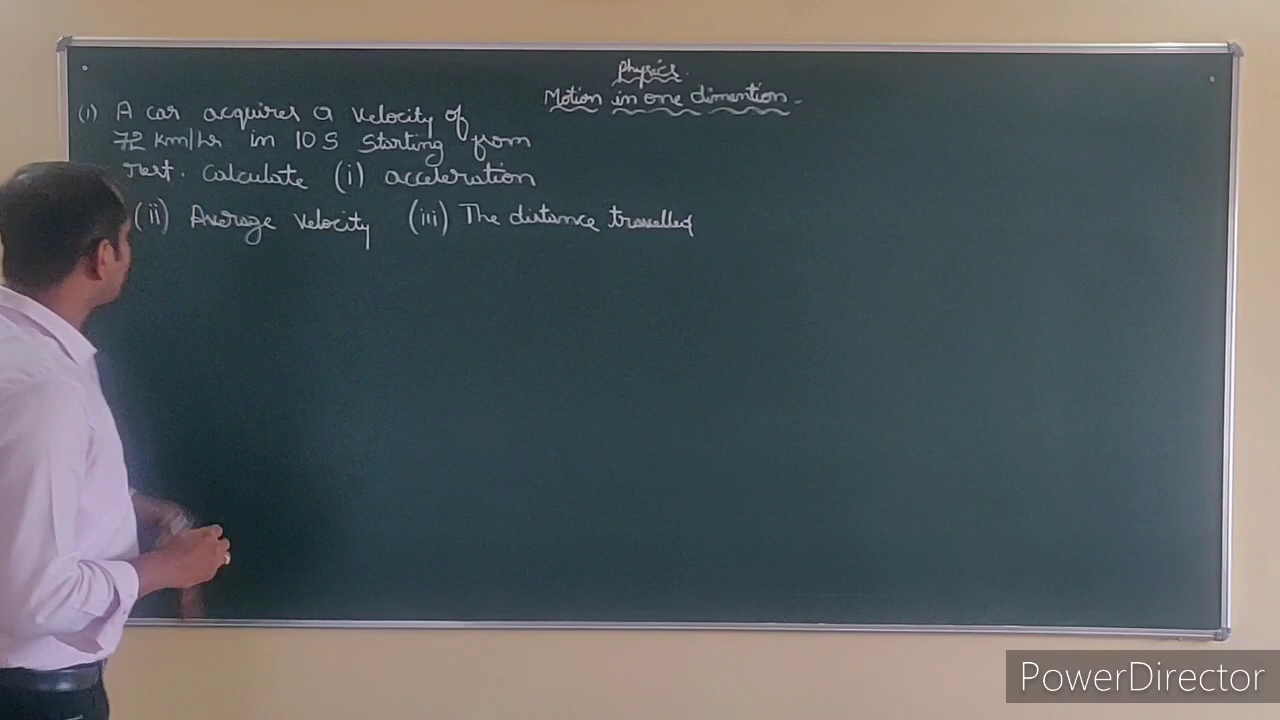 Physics.
Motion in one dimention.
(1) A car acquires a velocity of
72 km/hr in 10 S starting from
rest. Calculate (i) acceleration
(ii) Average velocity (iii) The distance travelled
PowerDirector